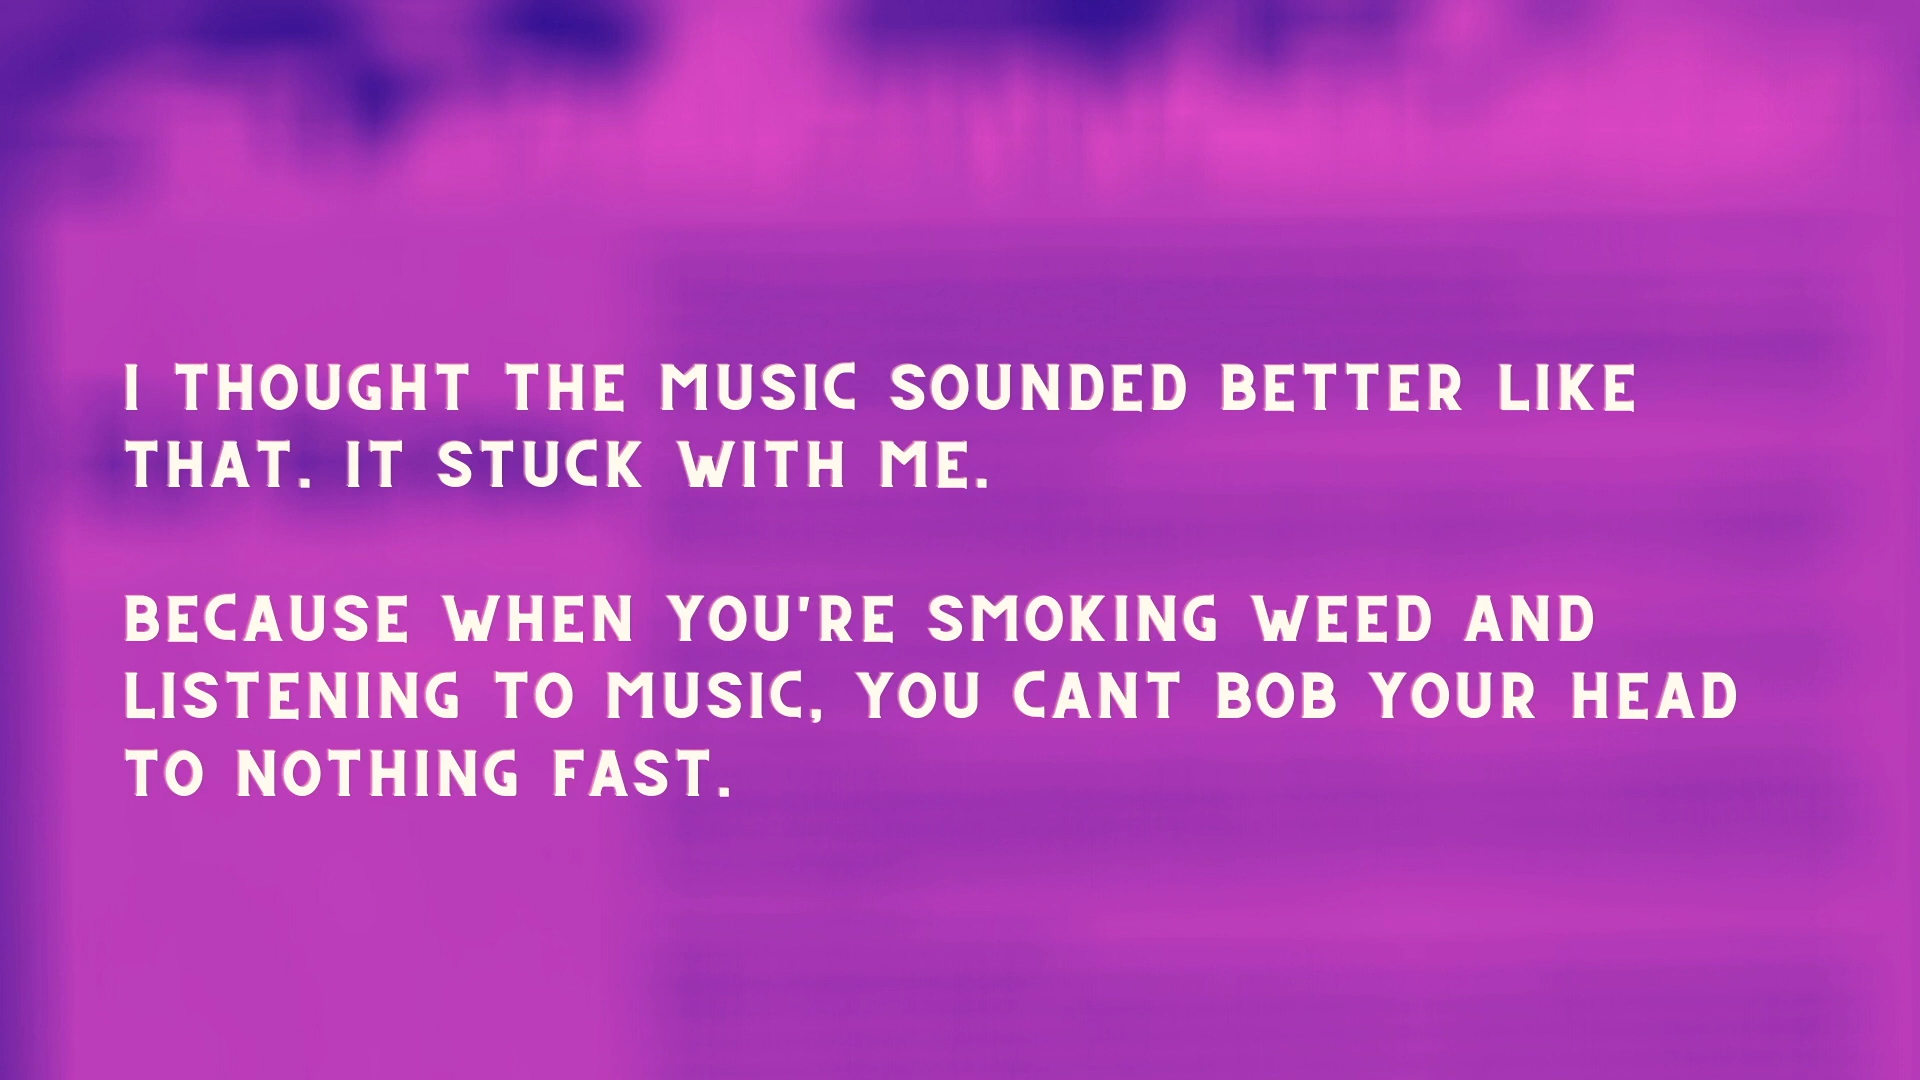 I THOUGHT THE MUSIC SOUNDED BETTER LIKE
THAT. IT STUCK WITH ME.
BECAUSE WHEN YOU'RE SMOKING WEED AND
LISTENING TO MUSIC, YOU CANT BOB YOUR HEAD
TO NOTHING FAST.